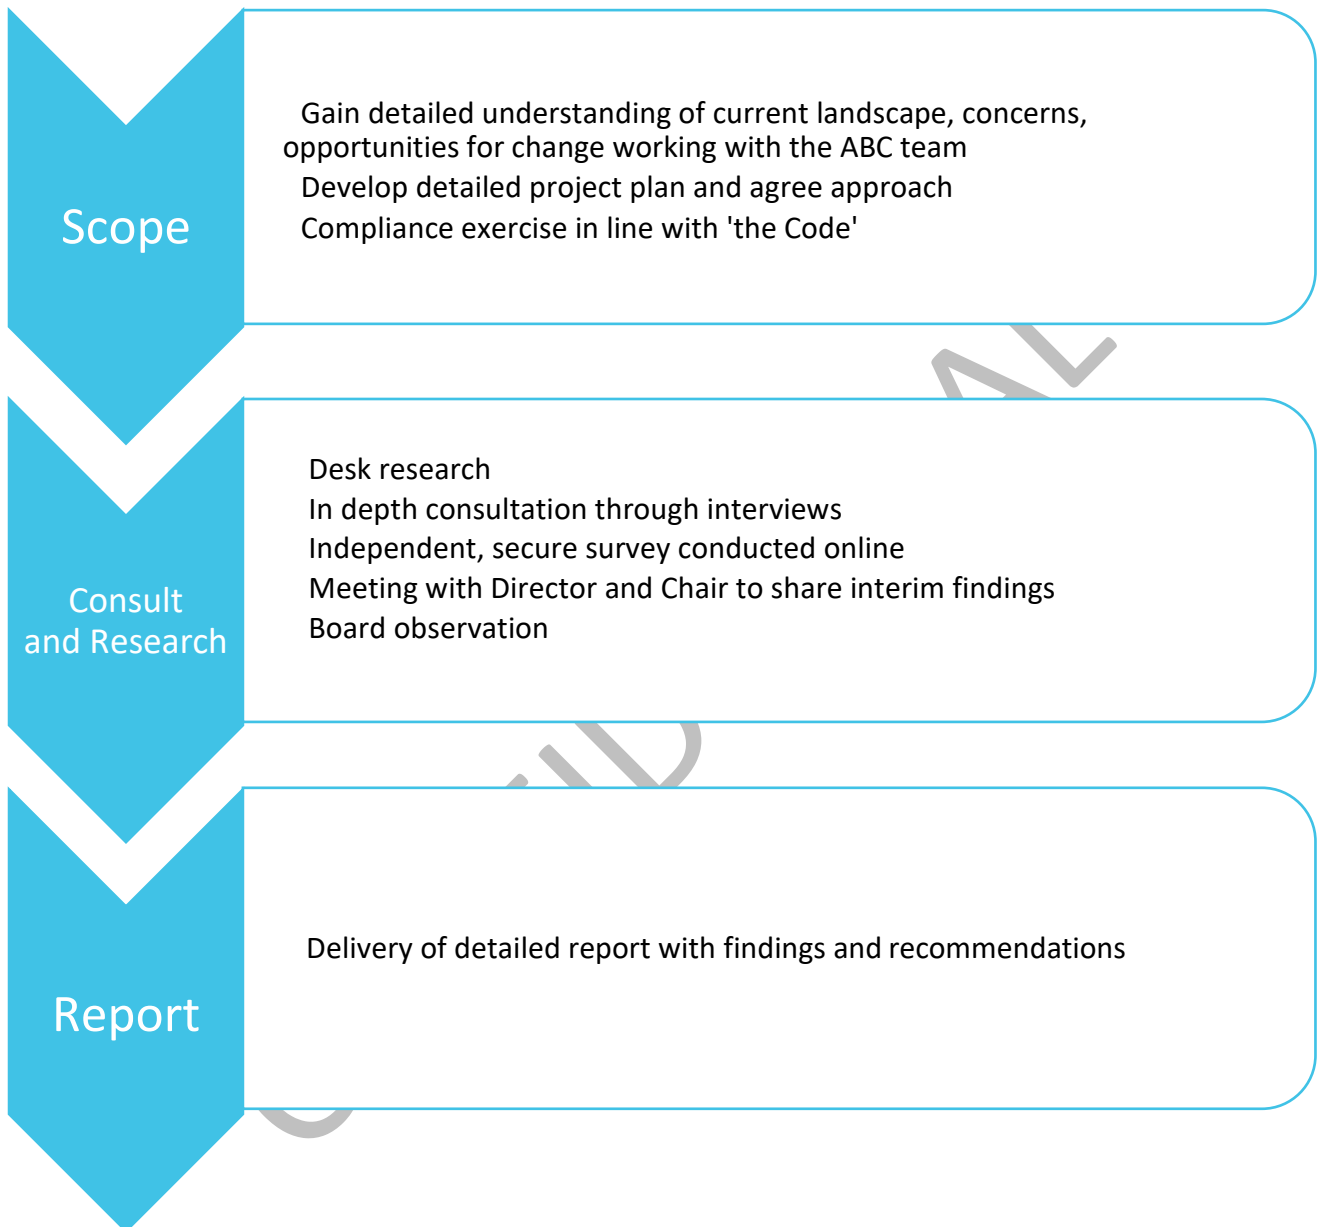 Scope
Gain detailed understanding of current landscape, concerns,
opportunities for change working with the ABC team
Develop detailed project plan and agree approach
Compliance exercise in line with 'the Code'
Consult
and Research
Desk research
In depth consultation through interviews
Independent, secure survey conducted online
Meeting with Director and Chair to share interim findings
Board observation
Report
Delivery of detailed report with findings and recommendations